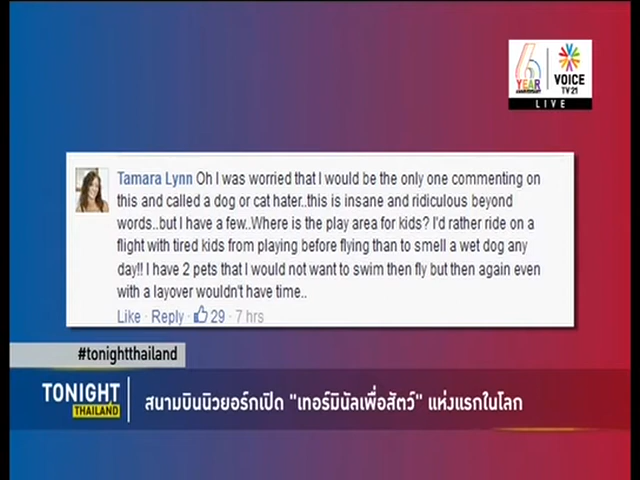 6
YEAR
ANNIVERSARY
VOICE
TV 21
LIVE
Tamara Lynn Oh I was worried that I would be the only one commenting on
this and called a dog or cat hater..this is insane and ridiculous beyond
words..but I have a few..Where is the play area for kids? I'd rather ride on a
flight with tired kids from playing before flying than to smell a wet dog any
day!! I have 2 pets that I would not want to swim then fly but then again even
with a layover wouldn't have time..
Like · Reply · 29 · 7 hrs
#tonightthailand
TONIGHT
THAILAND
สนามบินนิวยอร์กเปิด "เทอร์มินัลเพื่อสัตว์" แห่งแรกในโลก